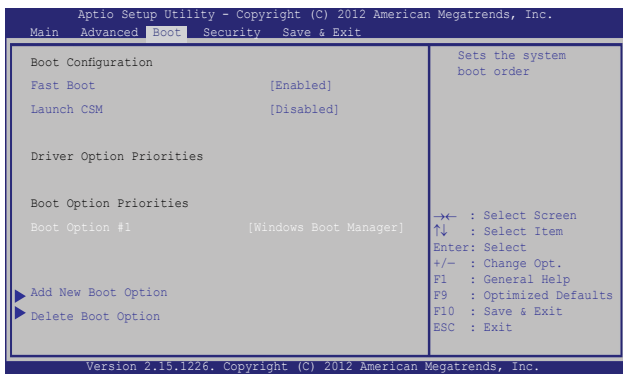 Aptio Setup Utility - Copyright (C) 2012 American Megatrends, Inc.
Main Advanced Boot Security Save & Exit
Boot Configuration
Fast Boot [Enabled]
Launch CSM [Disabled]
Driver Option Priorities
Boot Option Priorities
Boot Option #1 [Windows Boot Manager]
Add New Boot Option
Delete Boot Option
Sets the system
boot order
→← : Select Screen
↑↓ : Select Item
Enter: Select
+/— : Change Opt.
F1 : General Help
F9 : Optimized Defaults
F10 : Save & Exit
ESC : Exit
Version 2.15.1226. Copyright (C) 2012 American Megatrends, Inc.